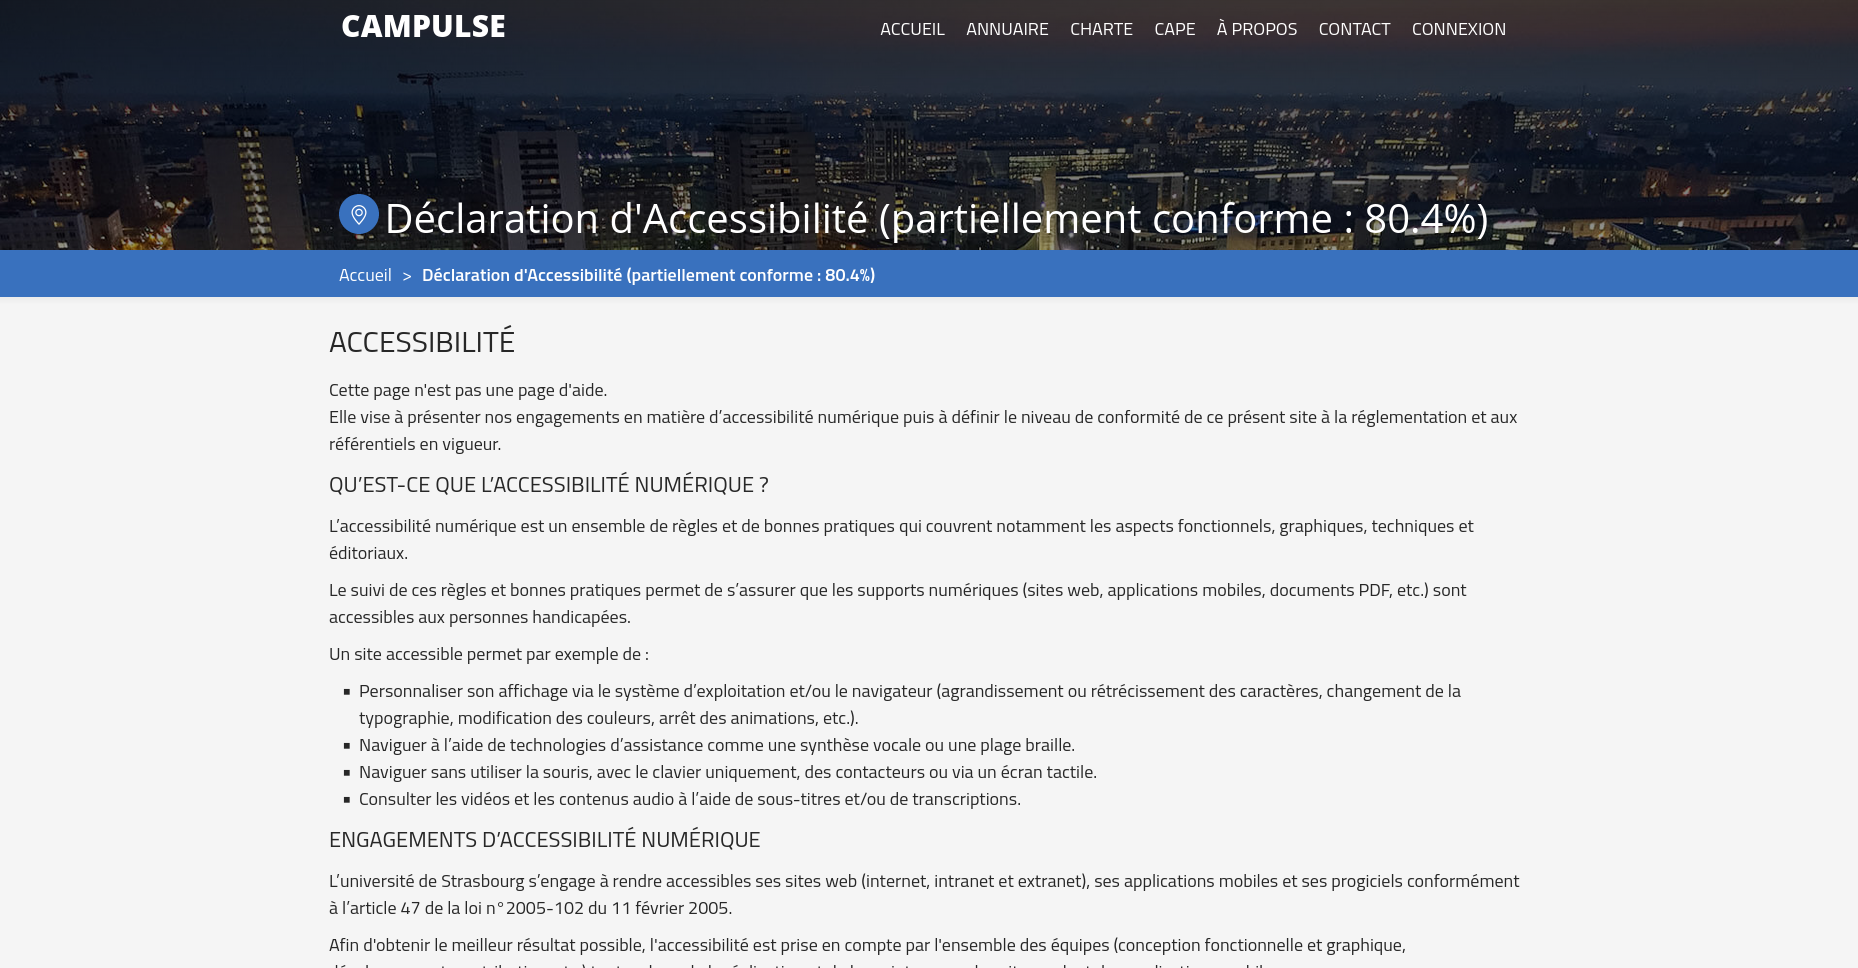 CAMPULSE
ACCUEIL ANNUAIRE CHARTE CAPE À PROPOS CONTACT CONNEXION
Déclaration d'Accessibilité (partiellement conforme : 80.4%)
Accueil > Déclaration d'Accessibilité (partiellement conforme : 80.4%)
ACCESSIBILITÉ
Cette page n'est pas une page d'aide.
Elle vise à présenter nos engagements en matière d’accessibilité numérique puis à définir le niveau de conformité de ce présent site à la réglementation et aux
référentiels en vigueur.
QU’EST-CE QUE L’ACCESSIBILITÉ NUMÉRIQUE ?
L’accessibilité numérique est un ensemble de règles et de bonnes pratiques qui couvrent notamment les aspects fonctionnels, graphiques, techniques et
éditoriaux.
Le suivi de ces règles et bonnes pratiques permet de s’assurer que les supports numériques (sites web, applications mobiles, documents PDF, etc.) sont
accessibles aux personnes handicapées.
Un site accessible permet par exemple de :
▪ Personnaliser son affichage via le système d’exploitation et/ou le navigateur (agrandissement ou rétrécissement des caractères, changement de la
typographie, modification des couleurs, arrêt des animations, etc.).
▪ Naviguer à l’aide de technologies d’assistance comme une synthèse vocale ou une plage braille.
▪ Naviguer sans utiliser la souris, avec le clavier uniquement, des contacteurs ou via un écran tactile.
▪ Consulter les vidéos et les contenus audio à l’aide de sous-titres et/ou de transcriptions.
ENGAGEMENTS D’ACCESSIBILITÉ NUMÉRIQUE
L’université de Strasbourg s’engage à rendre accessibles ses sites web (internet, intranet et extranet), ses applications mobiles et ses progiciels conformément
à l’article 47 de la loi n°2005-102 du 11 février 2005.
Afin d'obtenir le meilleur résultat possible, l'accessibilité est prise en compte par l'ensemble des équipes (conception fonctionnelle et graphique,